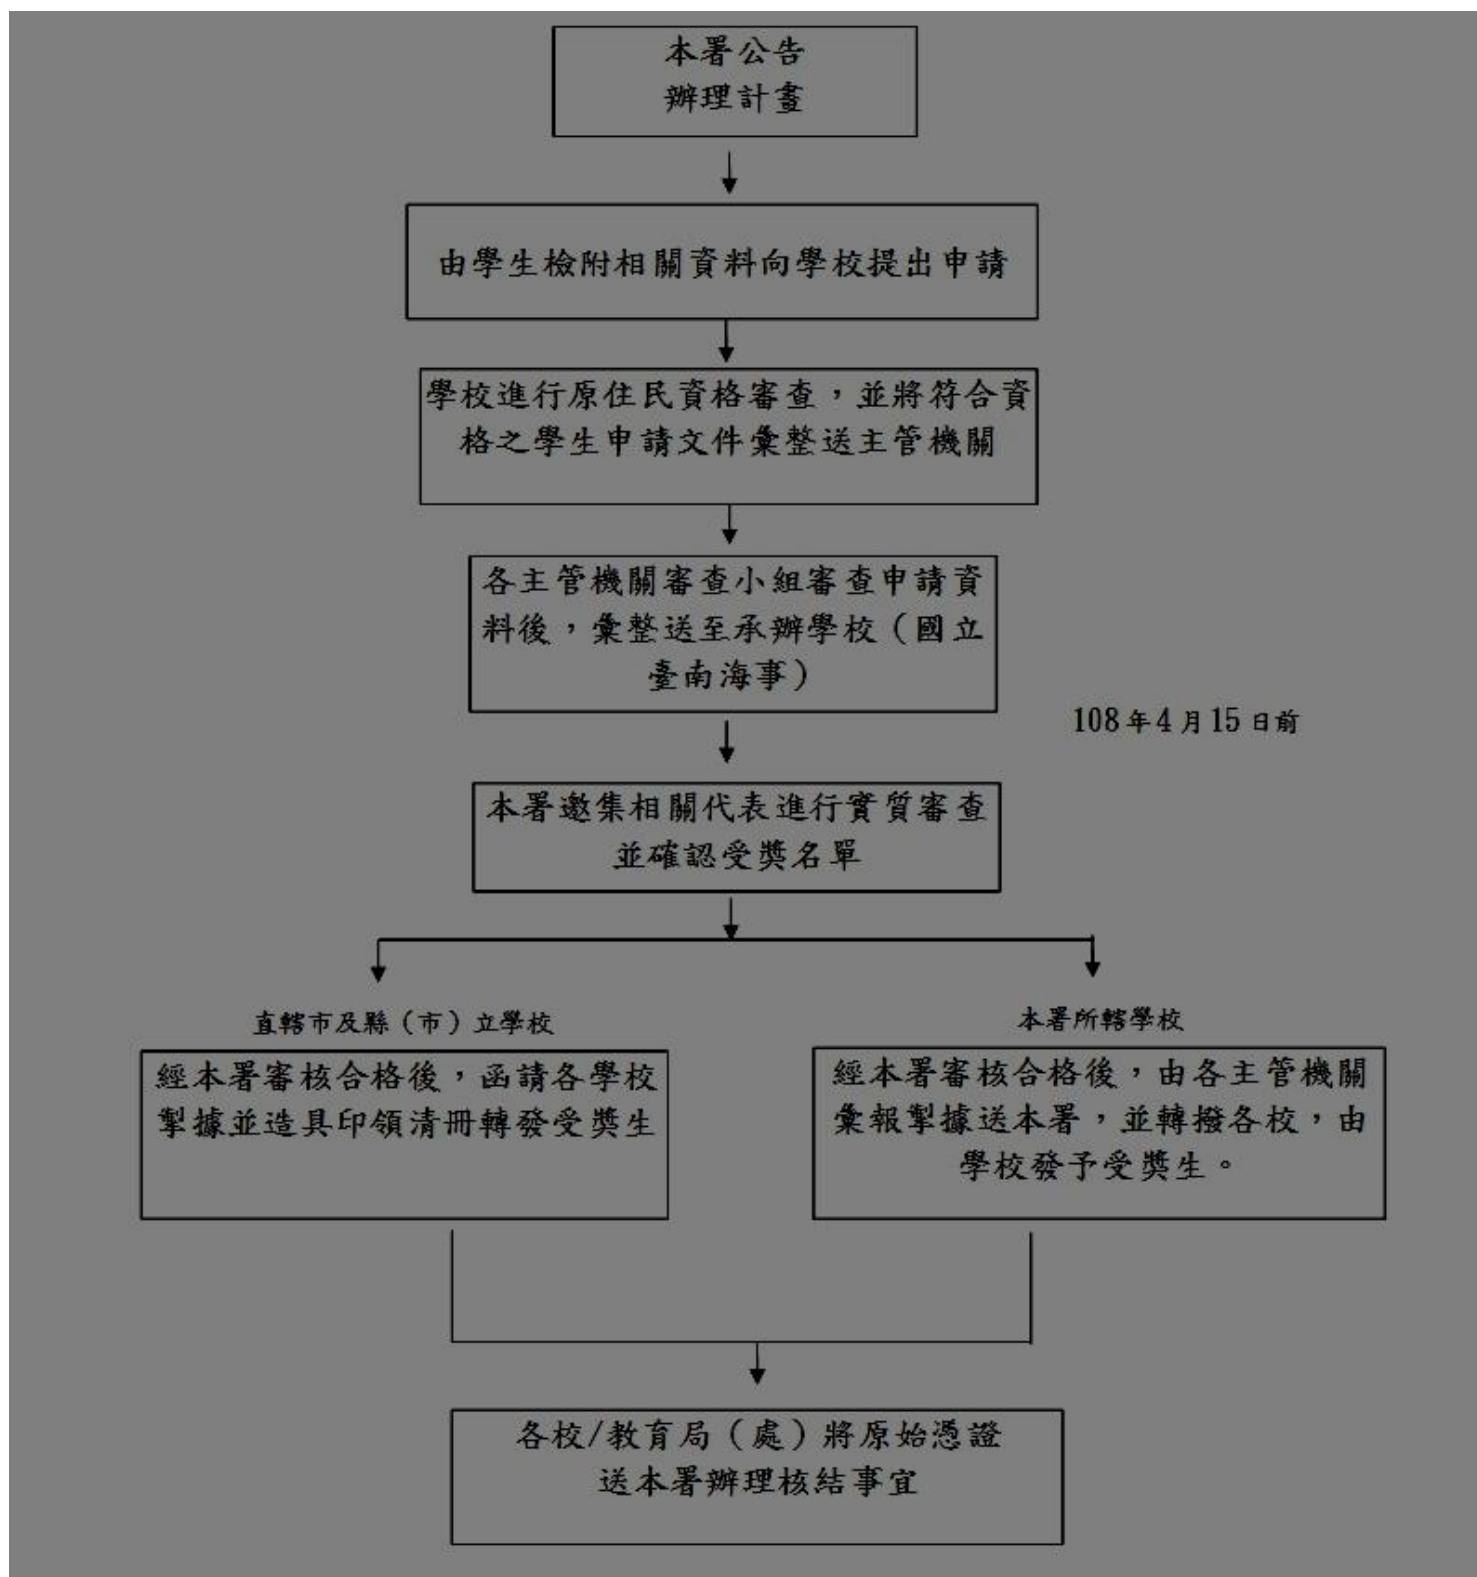 本署公告
辦理計畫
由學生檢附相關資料向學校提出申請
學校進行原住民資格審查，並將符合資
格之學生申請文件彙整送主管機關
各主管機關審查小組審查申請資
料後，彙整送至承辦學校（國立
臺南海事）
108年4月15日前
本署邀集相關代表進行實質審查
並確認受獎名單
直轄市及縣（市）立學校
經本署審核合格後，函請各學校
掣據並造具印領清冊轉發受獎生
本署所轄學校
經本署審核合格後，由各主管機關
彙報掣據送本署，並轉撥各校，由
學校發予受獎生。
各校/教育局（處）將原始憑證
送本署辦理核結事宜